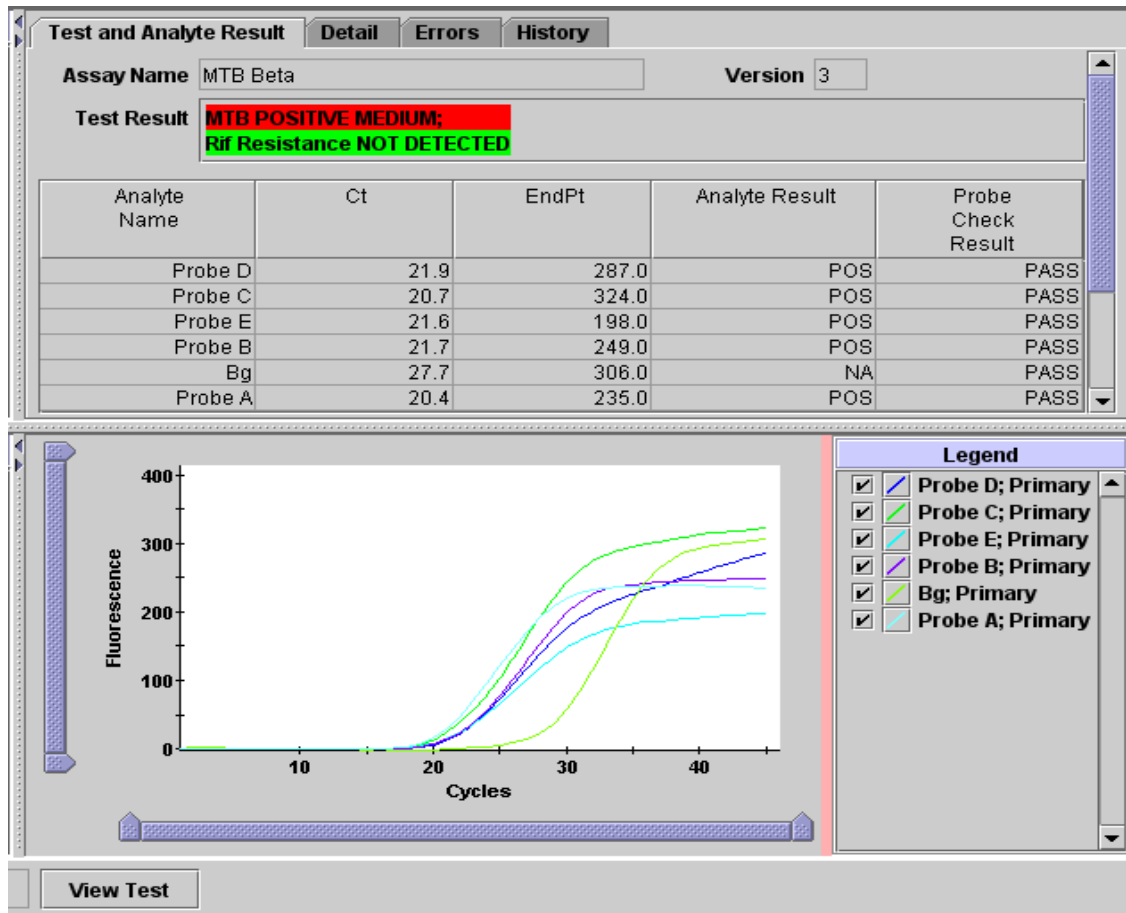 Test and Analyte Result Detail Errors History
Assay Name MTB Beta Version 3
Test Result MTB POSITIVE MEDIUM;
Rif Resistance NOT DETECTED
Analyte Name Ct EndPt Analyte Result Probe Check Result
Probe D 21.9 287.0 POS PASS
Probe C 20.7 324.0 POS PASS
Probe E 21.6 198.0 POS PASS
Probe B 21.7 249.0 POS PASS
Bg 27.7 306.0 NA PASS
Probe A 20.4 235.0 POS PASS
400
300
200
100
0
Fluorescence
10 20 30 40
Cycles
Legend
Probe D; Primary
Probe C; Primary
Probe E; Primary
Probe B; Primary
Bg; Primary
Probe A; Primary
View Test